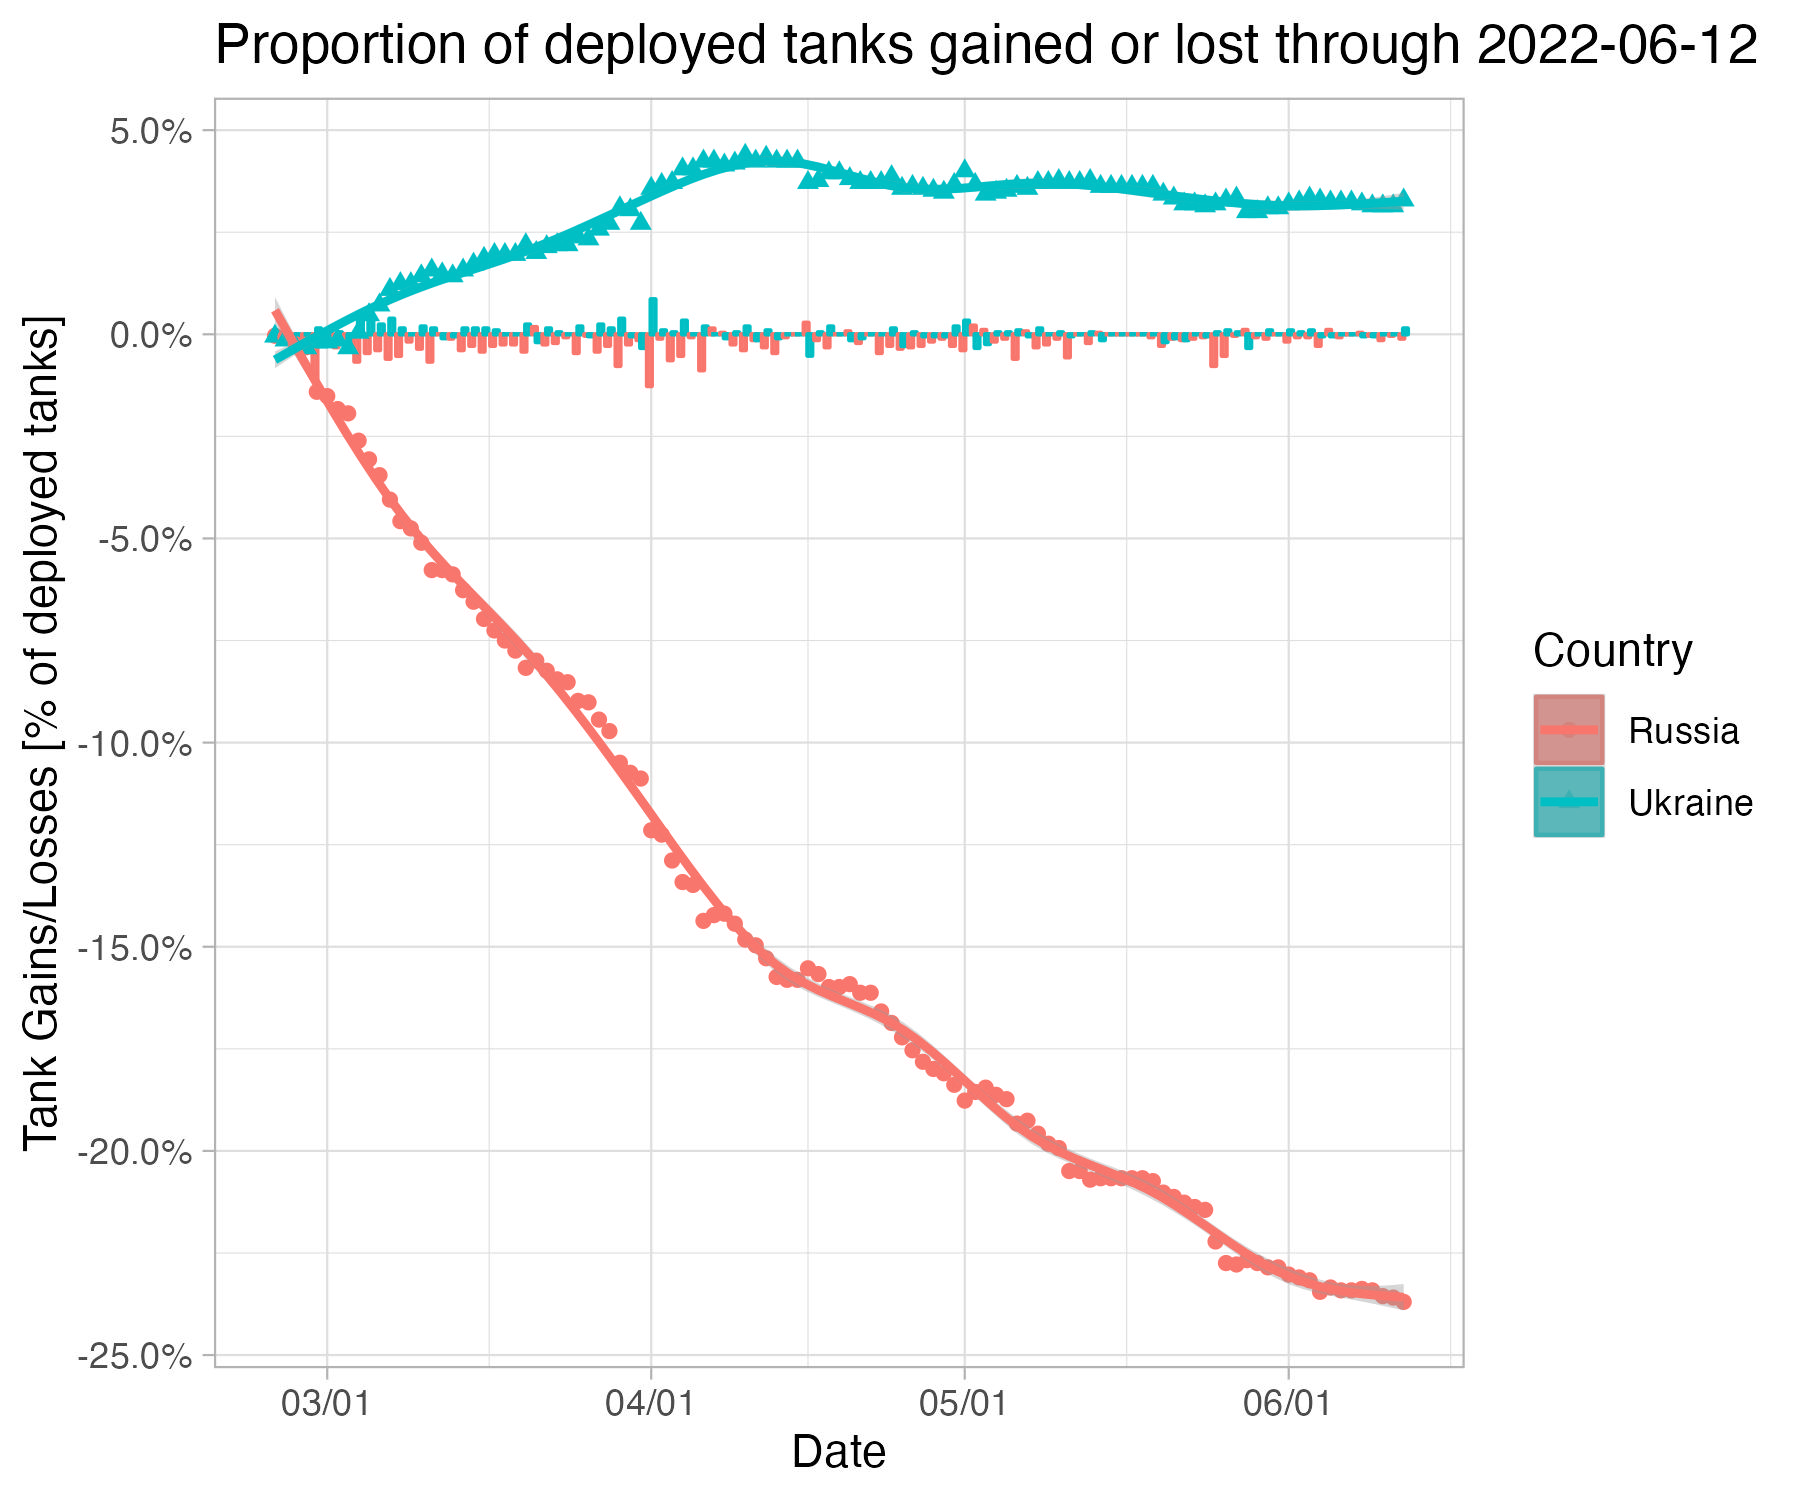 Proportion of deployed tanks gained or lost through 2022-06-12
Tank Gains/Losses [% of deployed tanks]
5.0%
0.0%
-5.0%
-10.0%
-15.0%
-20.0%
-25.0%
03/01 04/01 05/01 06/01
Date
Country
Russia
Ukraine